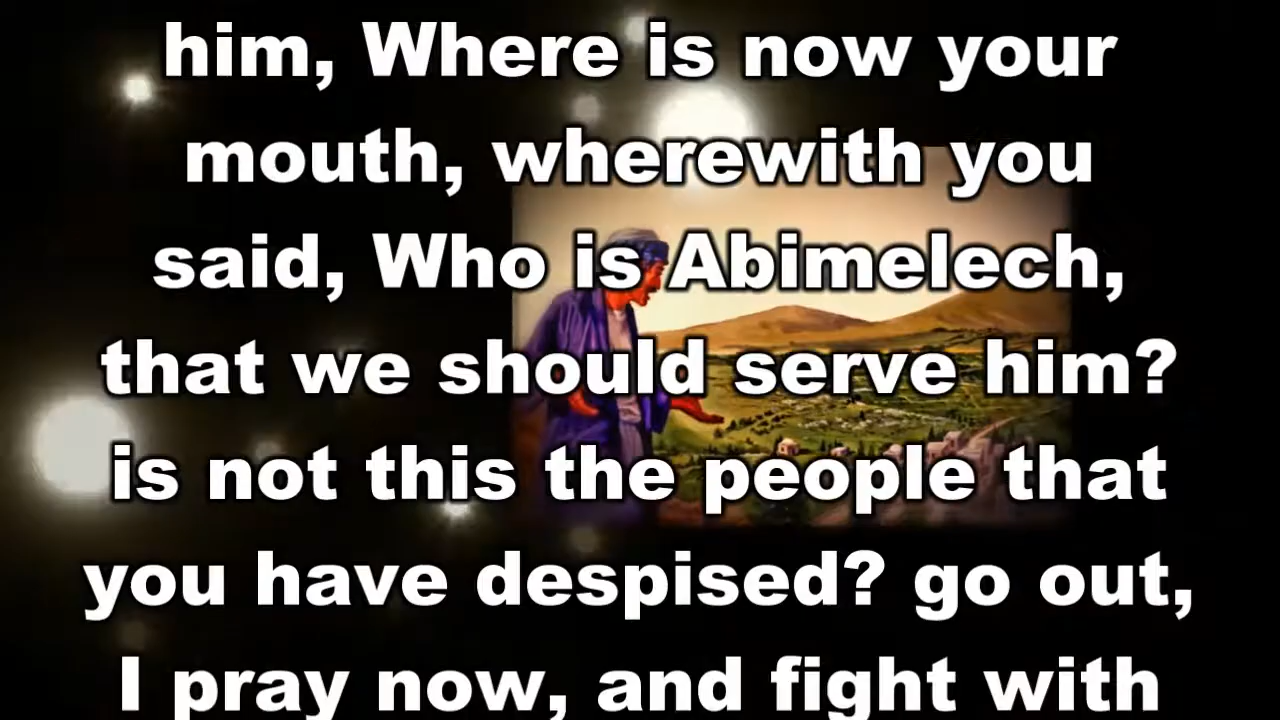 him, Where is now your
mouth, wherewith you
said, Who is Abimelech,
that we should serve him?
is not this the people that
you have despised? go out,
I pray now, and fight with